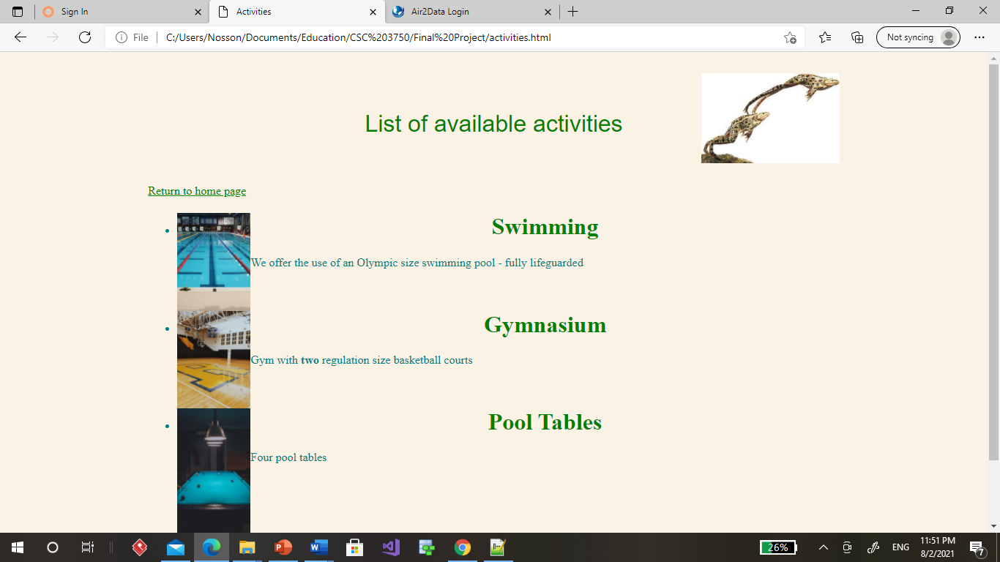 Sign In
Activities
Air2Data Login
File
C:/Users/Nosson/Documents/Education/CSC%203750/Final%20Project/activities.html
Not syncing
List of available activities
Return to home page
Swimming
We offer the use of an Olympic size swimming pool - fully lifeguarded
Gymnasium
Gym with two regulation size basketball courts
Pool Tables
Four pool tables
26%
ENG
11:51 PM
8/2/2021
7